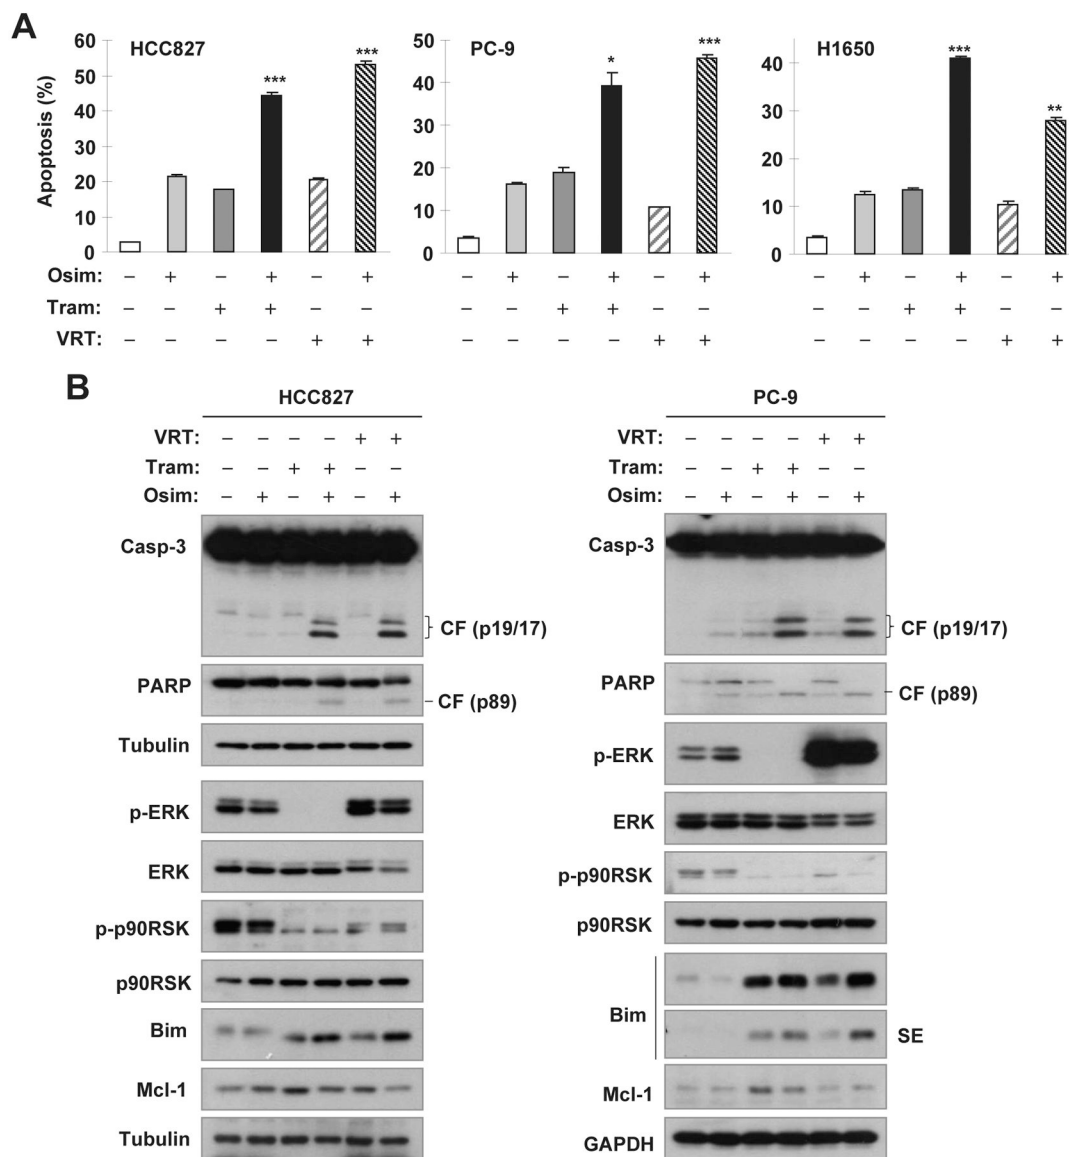 A
HCC827 PC-9 H1650
Apoptosis (%)
60 50 40 30 20 10 0
50 40 30 20 10 0
40 30 20 10 0
*** ***
* ***
*** **
Osim: – + – + – + – + – + – + – + – + – +
Tram: – – + + – – – – + + – – – – + + – –
VRT: – – – – + + – – – – + + – – – – + +
B
HCC827
VRT: – – – – + +
Tram: – – + + – –
Osim: – + – + – +
Casp-3
CF (p19/17)
PARP
CF (p89)
Tubulin
p-ERK
ERK
p-p90RSK
p90RSK
Bim
Mcl-1
Tubulin
PC-9
VRT: – – – – + +
Tram: – – + + – –
Osim: – + – + – +
Casp-3
CF (p19/17)
PARP
CF (p89)
p-ERK
ERK
p-p90RSK
p90RSK
Bim
SE
Mcl-1
GAPDH